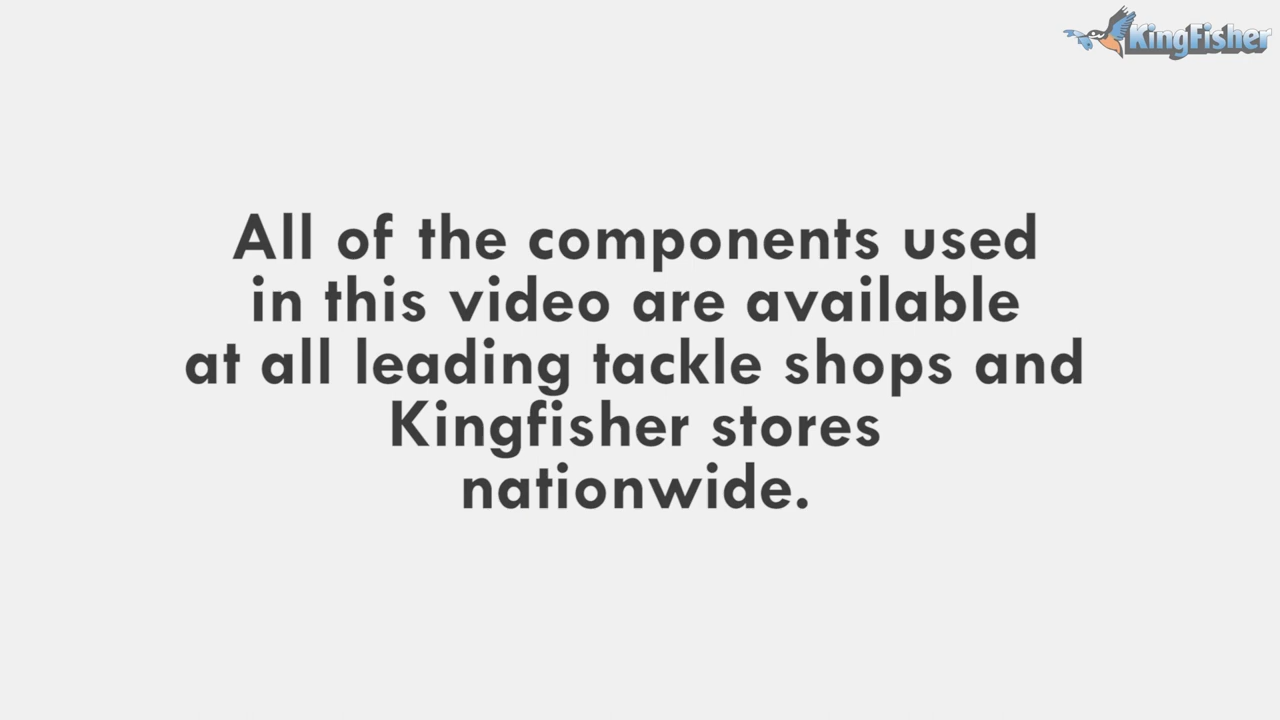 KingFisher
All of the components used
in this video are available
at all leading tackle shops and
Kingfisher stores
nationwide.